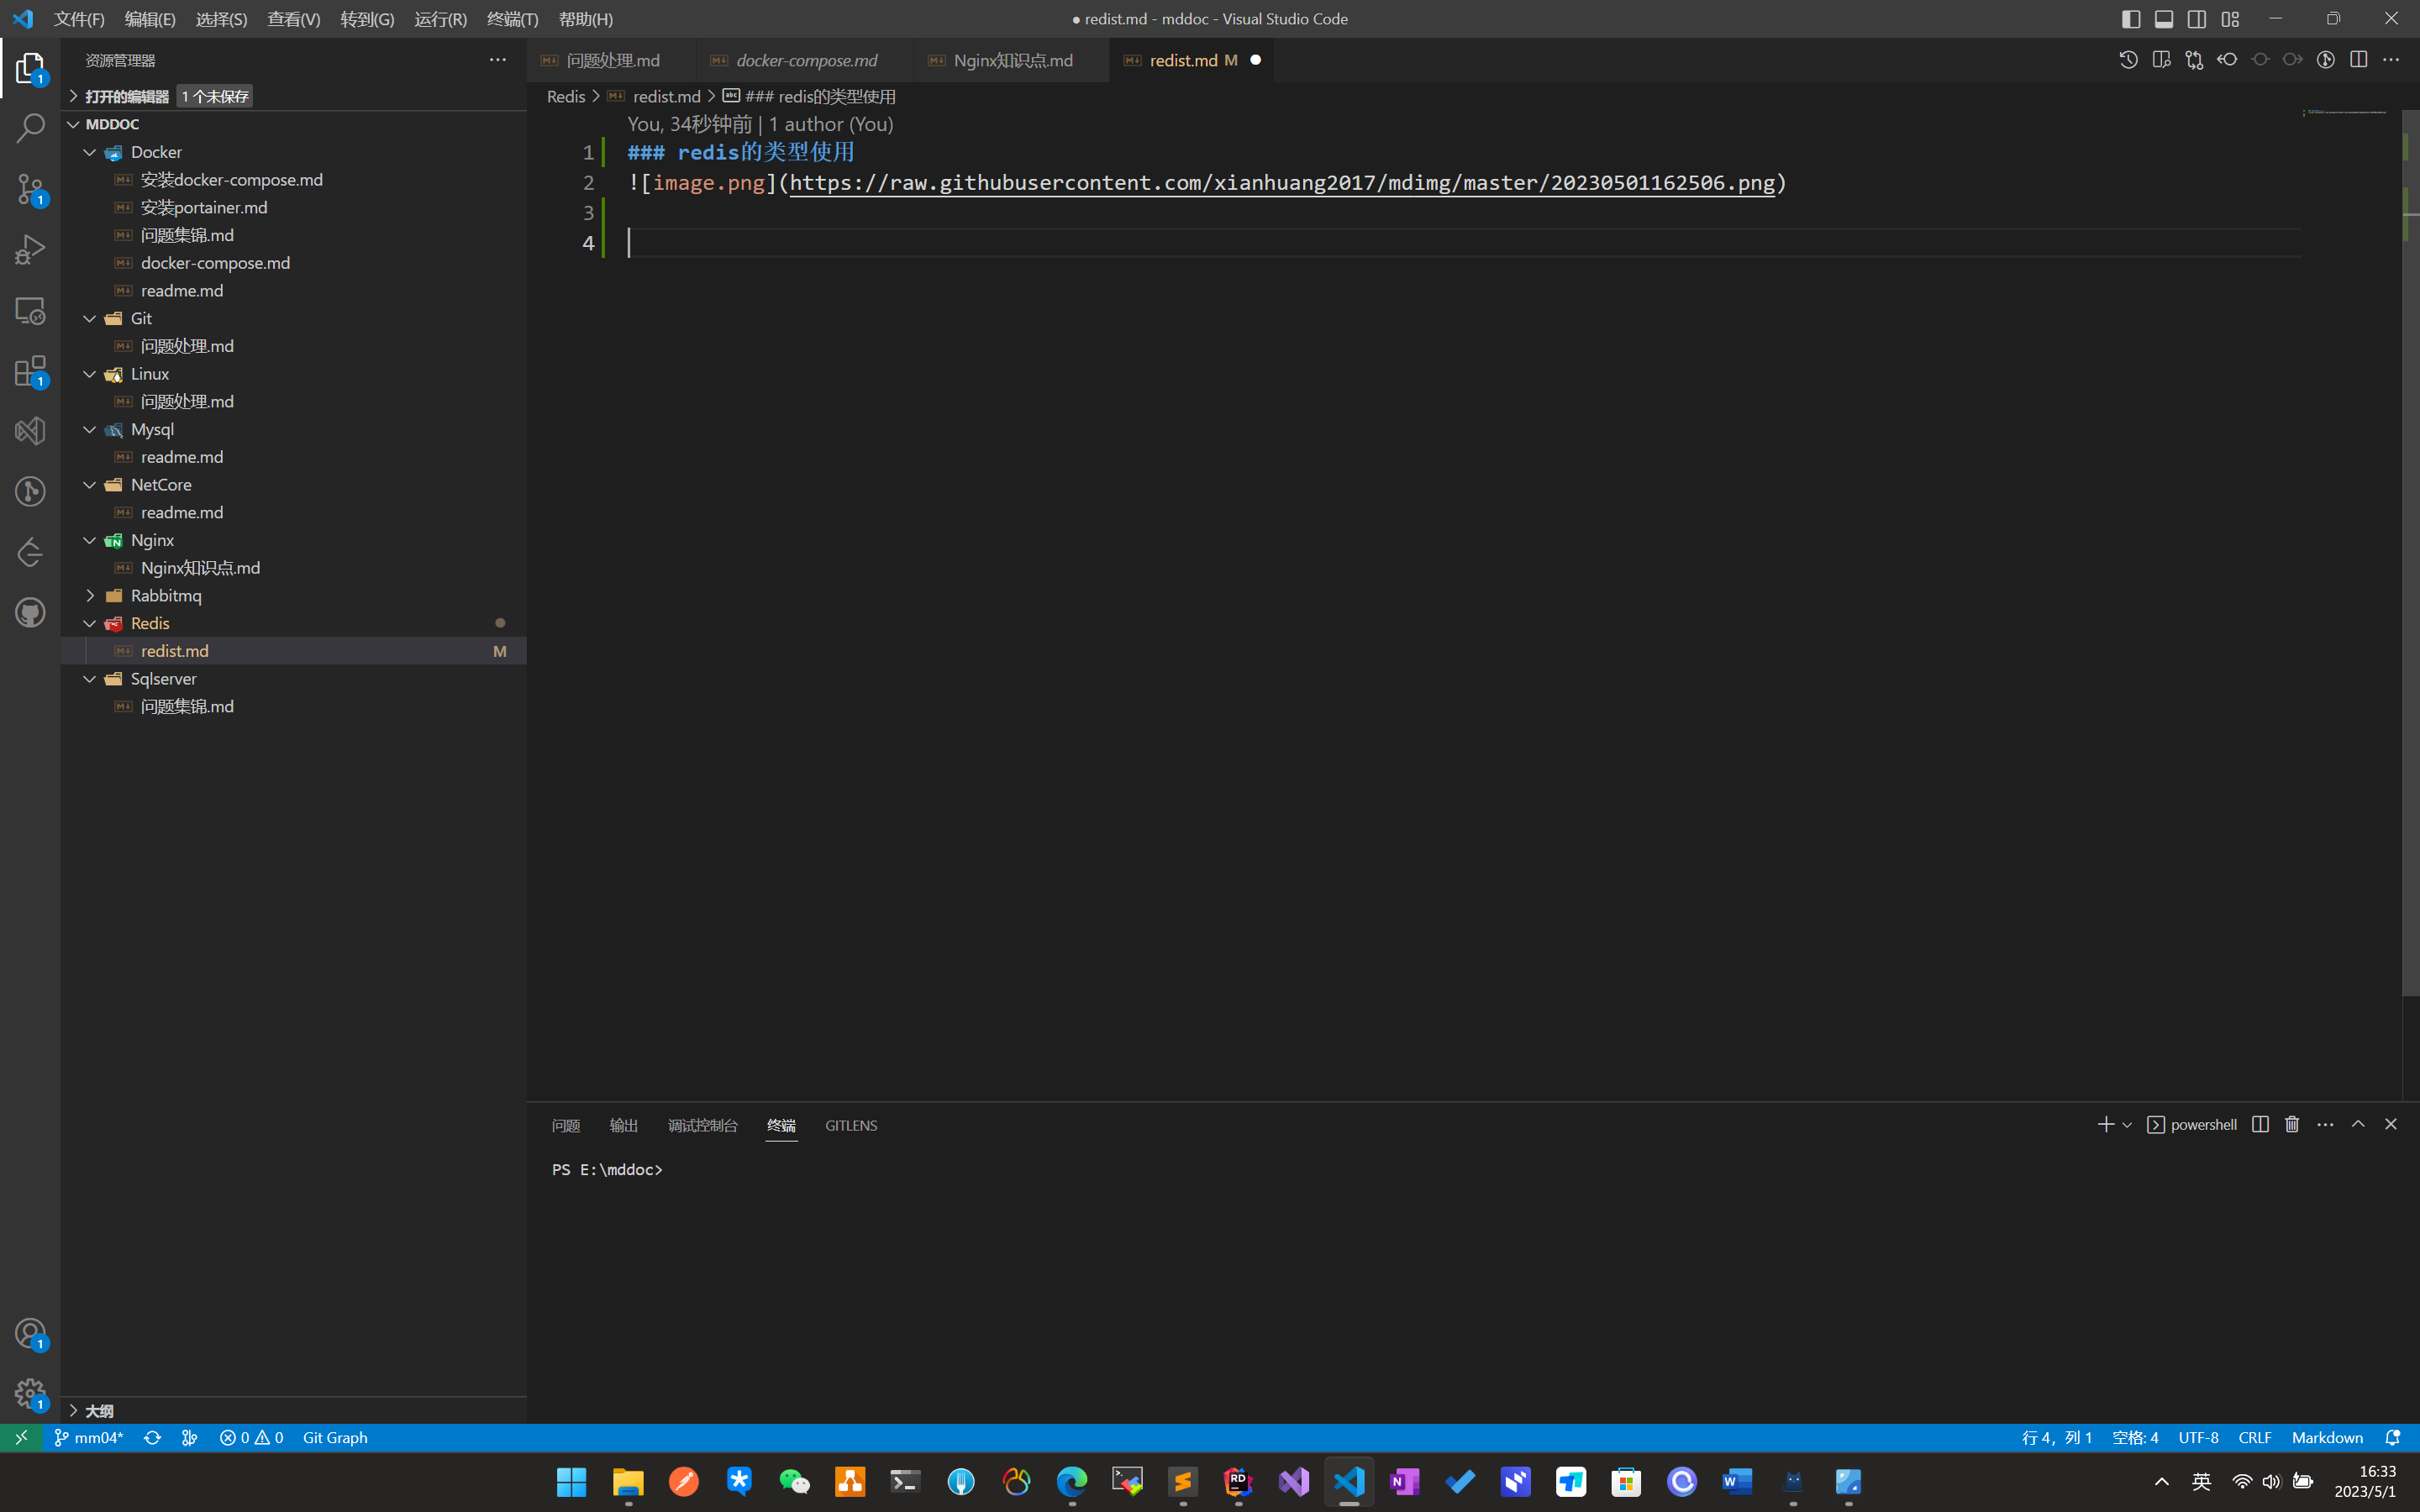 文件(F) 编辑(E) 选择(S) 查看(V) 转到(G) 运行(R) 终端(T) 帮助(H)
● redist.md - mddoc - Visual Studio Code
资源管理器
打开的编辑器 1 个未保存
MDDOC
Docker
安装docker-compose.md
安装portainer.md
问题集锦.md
docker-compose.md
readme.md
Git
问题处理.md
Linux
问题处理.md
Mysql
readme.md
NetCore
readme.md
Nginx
Nginx知识点.md
Rabbitmq
Redis
redist.md M
Sqlserver
问题集锦.md
大纲
问题处理.md docker-compose.md Nginx知识点.md redist.md M
Redis > redist.md > ### redis的类型使用
You, 34秒钟前 | 1 author (You)
1 ### redis的类型使用
2 ![image.png](https://raw.githubusercontent.com/xianhuang2017/mdimg/master/20230501162506.png)
3
4
问题 输出 调试控制台 终端 GITLENS
powershell
PS E:\mddoc>
mm04* 0 0 Git Graph
行 4，列 1 空格: 4 UTF-8 CRLF Markdown
英
16:33
2023/5/1